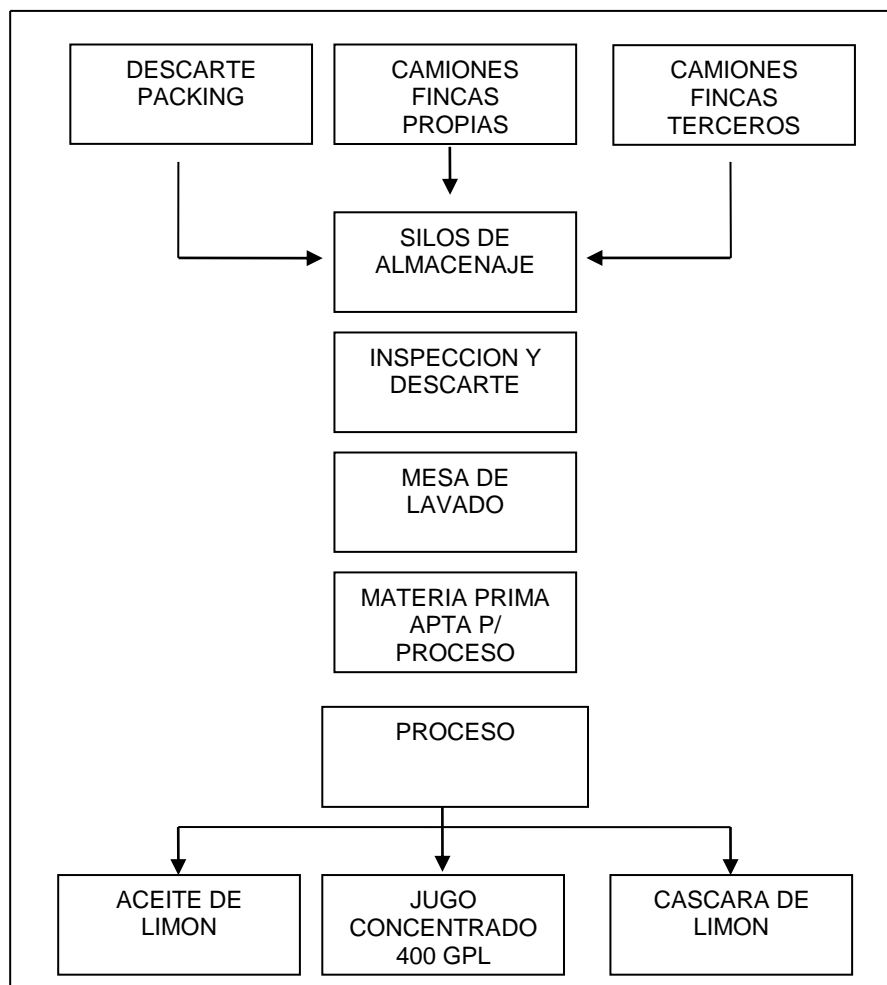 DESCARTE
PACKING
CAMIONES
FINCAS
PROPIAS
CAMIONES
FINCAS
TERCEROS
SILOS DE
ALMACENAJE
INSPECCION Y
DESCARTE
MESA DE
LAVADO
MATERIA PRIMA
APTA P/
PROCESO
PROCESO
ACEITE DE
LIMON
JUGO
CONCENTRADO
400 GPL
CASCARA DE
LIMON